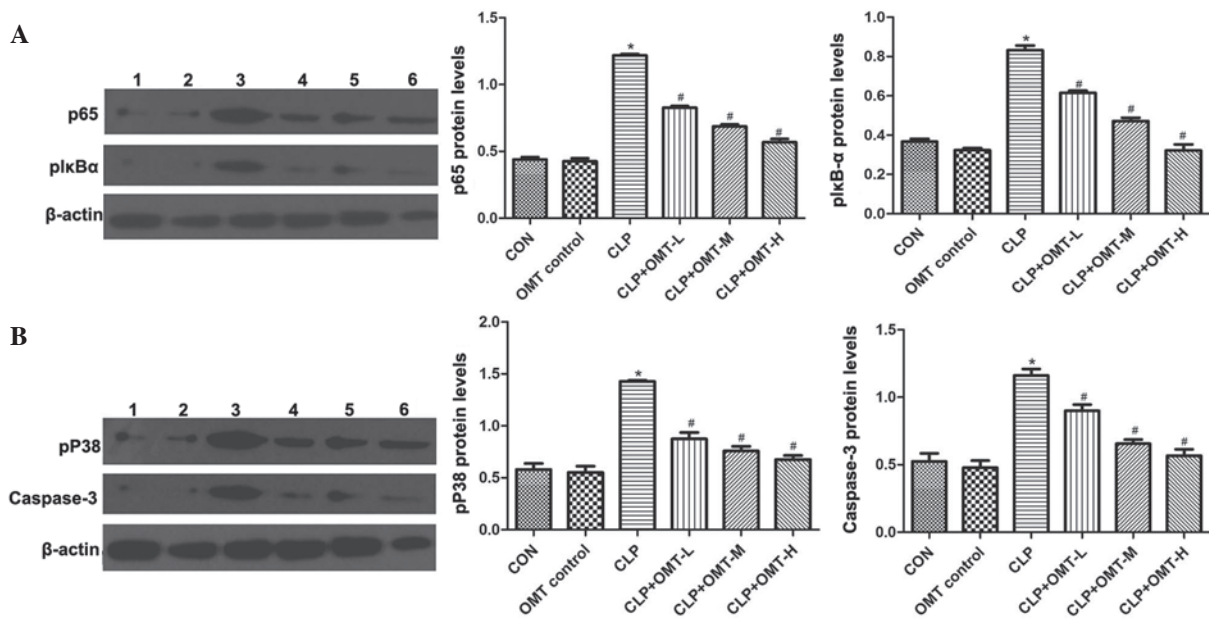 A
1 2 3 4 5 6
p65
pIκBα
β-actin
p65 protein levels
1.5
1.0
0.5
0.0
*
#
#
#
CON
OMT control
CLP
CLP+OMT-L
CLP+OMT-M
CLP+OMT-H
pIκB-α protein levels
1.0
0.8
0.6
0.4
0.2
0.0
*
#
#
#
CON
OMT control
CLP
CLP+OMT-L
CLP+OMT-M
CLP+OMT-H
B
1 2 3 4 5 6
pP38
Caspase-3
β-actin
pP38 protein levels
2.0
1.5
1.0
0.5
0.0
*
#
#
#
CON
OMT control
CLP
CLP+OMT-L
CLP+OMT-M
CLP+OMT-H
Caspase-3 protein levels
1.5
1.0
0.5
0.0
*
#
#
#
CON
OMT control
CLP
CLP+OMT-L
CLP+OMT-M
CLP+OMT-H